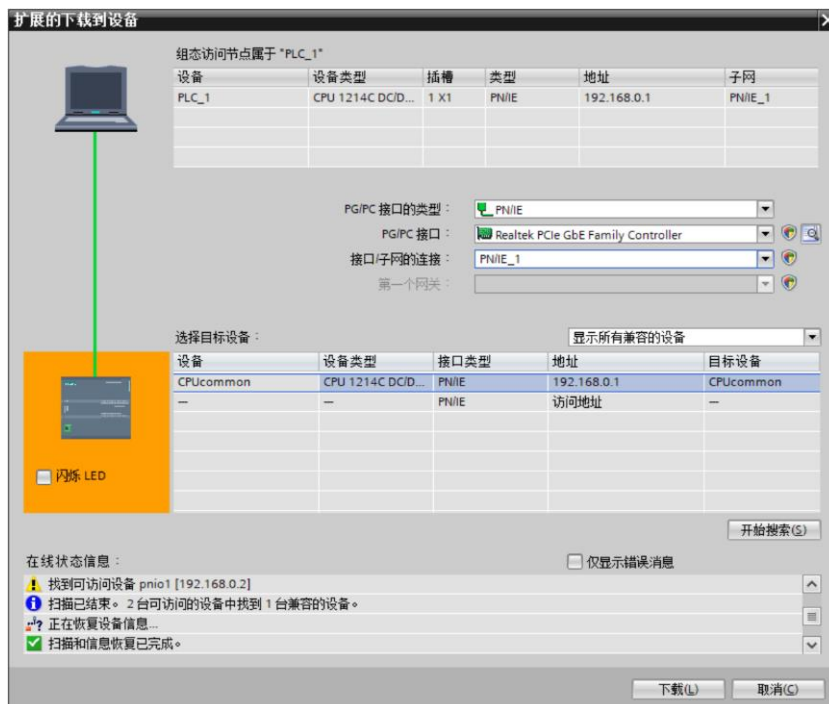 扩展的下载到设备
组态访问节点属于 "PLC_1"
设备 设备类型 插槽 类型 地址 子网
PLC_1 CPU 1214C DC/D... 1 X1 PN/IE 192.168.0.1 PN/IE_1
PG/PC 接口的类型： PN/IE
PG/PC 接口： Realtek PCIe GbE Family Controller
接口/子网的连接： PN/IE_1
第一个网关：
选择目标设备： 显示所有兼容的设备
设备 设备类型 接口类型 地址 目标设备
CPUcommon CPU 1214C DC/D... PN/IE 192.168.0.1 CPUcommon
— — PN/IE 访问地址 —
闪烁 LED
开始搜索(S)
在线状态信息： 仅显示错误消息
找到可访问设备 pnio1 [192.168.0.2]
扫描已结束。 2 台可访问的设备中找到 1 台兼容的设备。
正在恢复设备信息...
扫描和信息恢复已完成。
下载(L) 取消(C)